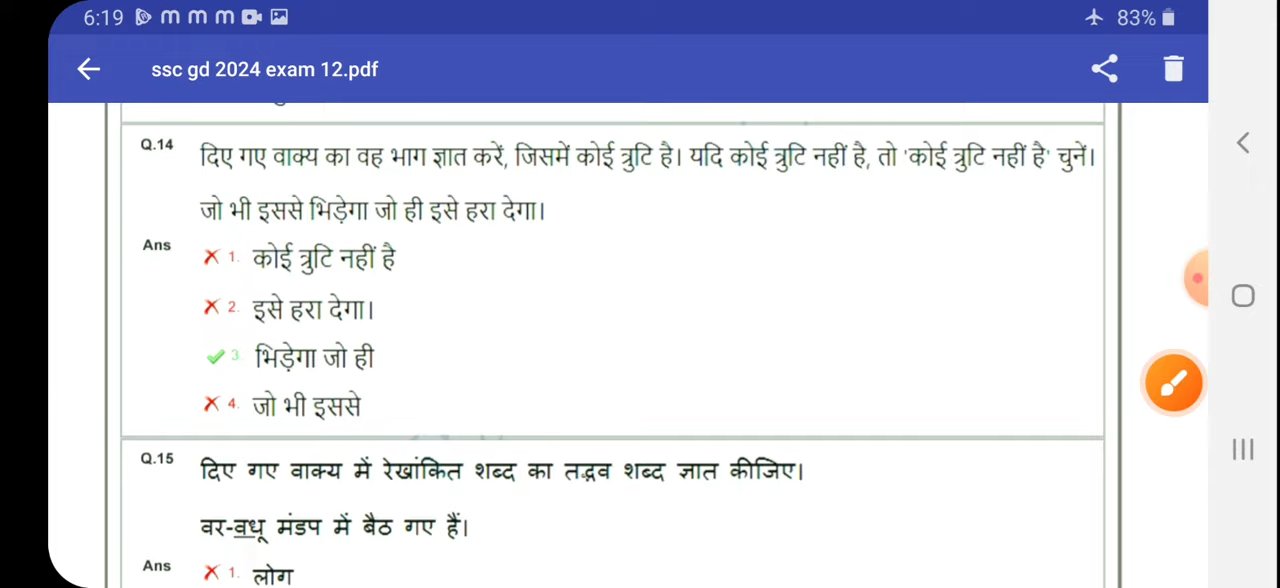 6:19 m m m 83%
ssc gd 2024 exam 12.pdf
Q.14 दिए गए वाक्य का वह भाग ज्ञात करें, जिसमें कोई त्रुटि है। यदि कोई त्रुटि नहीं है, तो 'कोई त्रुटि नहीं है' चुनें।
जो भी इससे भिड़ेगा जो ही इसे हरा देगा।
Ans 1. कोई त्रुटि नहीं है
2. इसे हरा देगा।
3. भिड़ेगा जो ही
4. जो भी इससे
Q.15 दिए गए वाक्य में रेखांकित शब्द का तद्भव शब्द ज्ञात कीजिए।
वर-वधू मंडप में बैठ गए हैं।
Ans 1. लोग